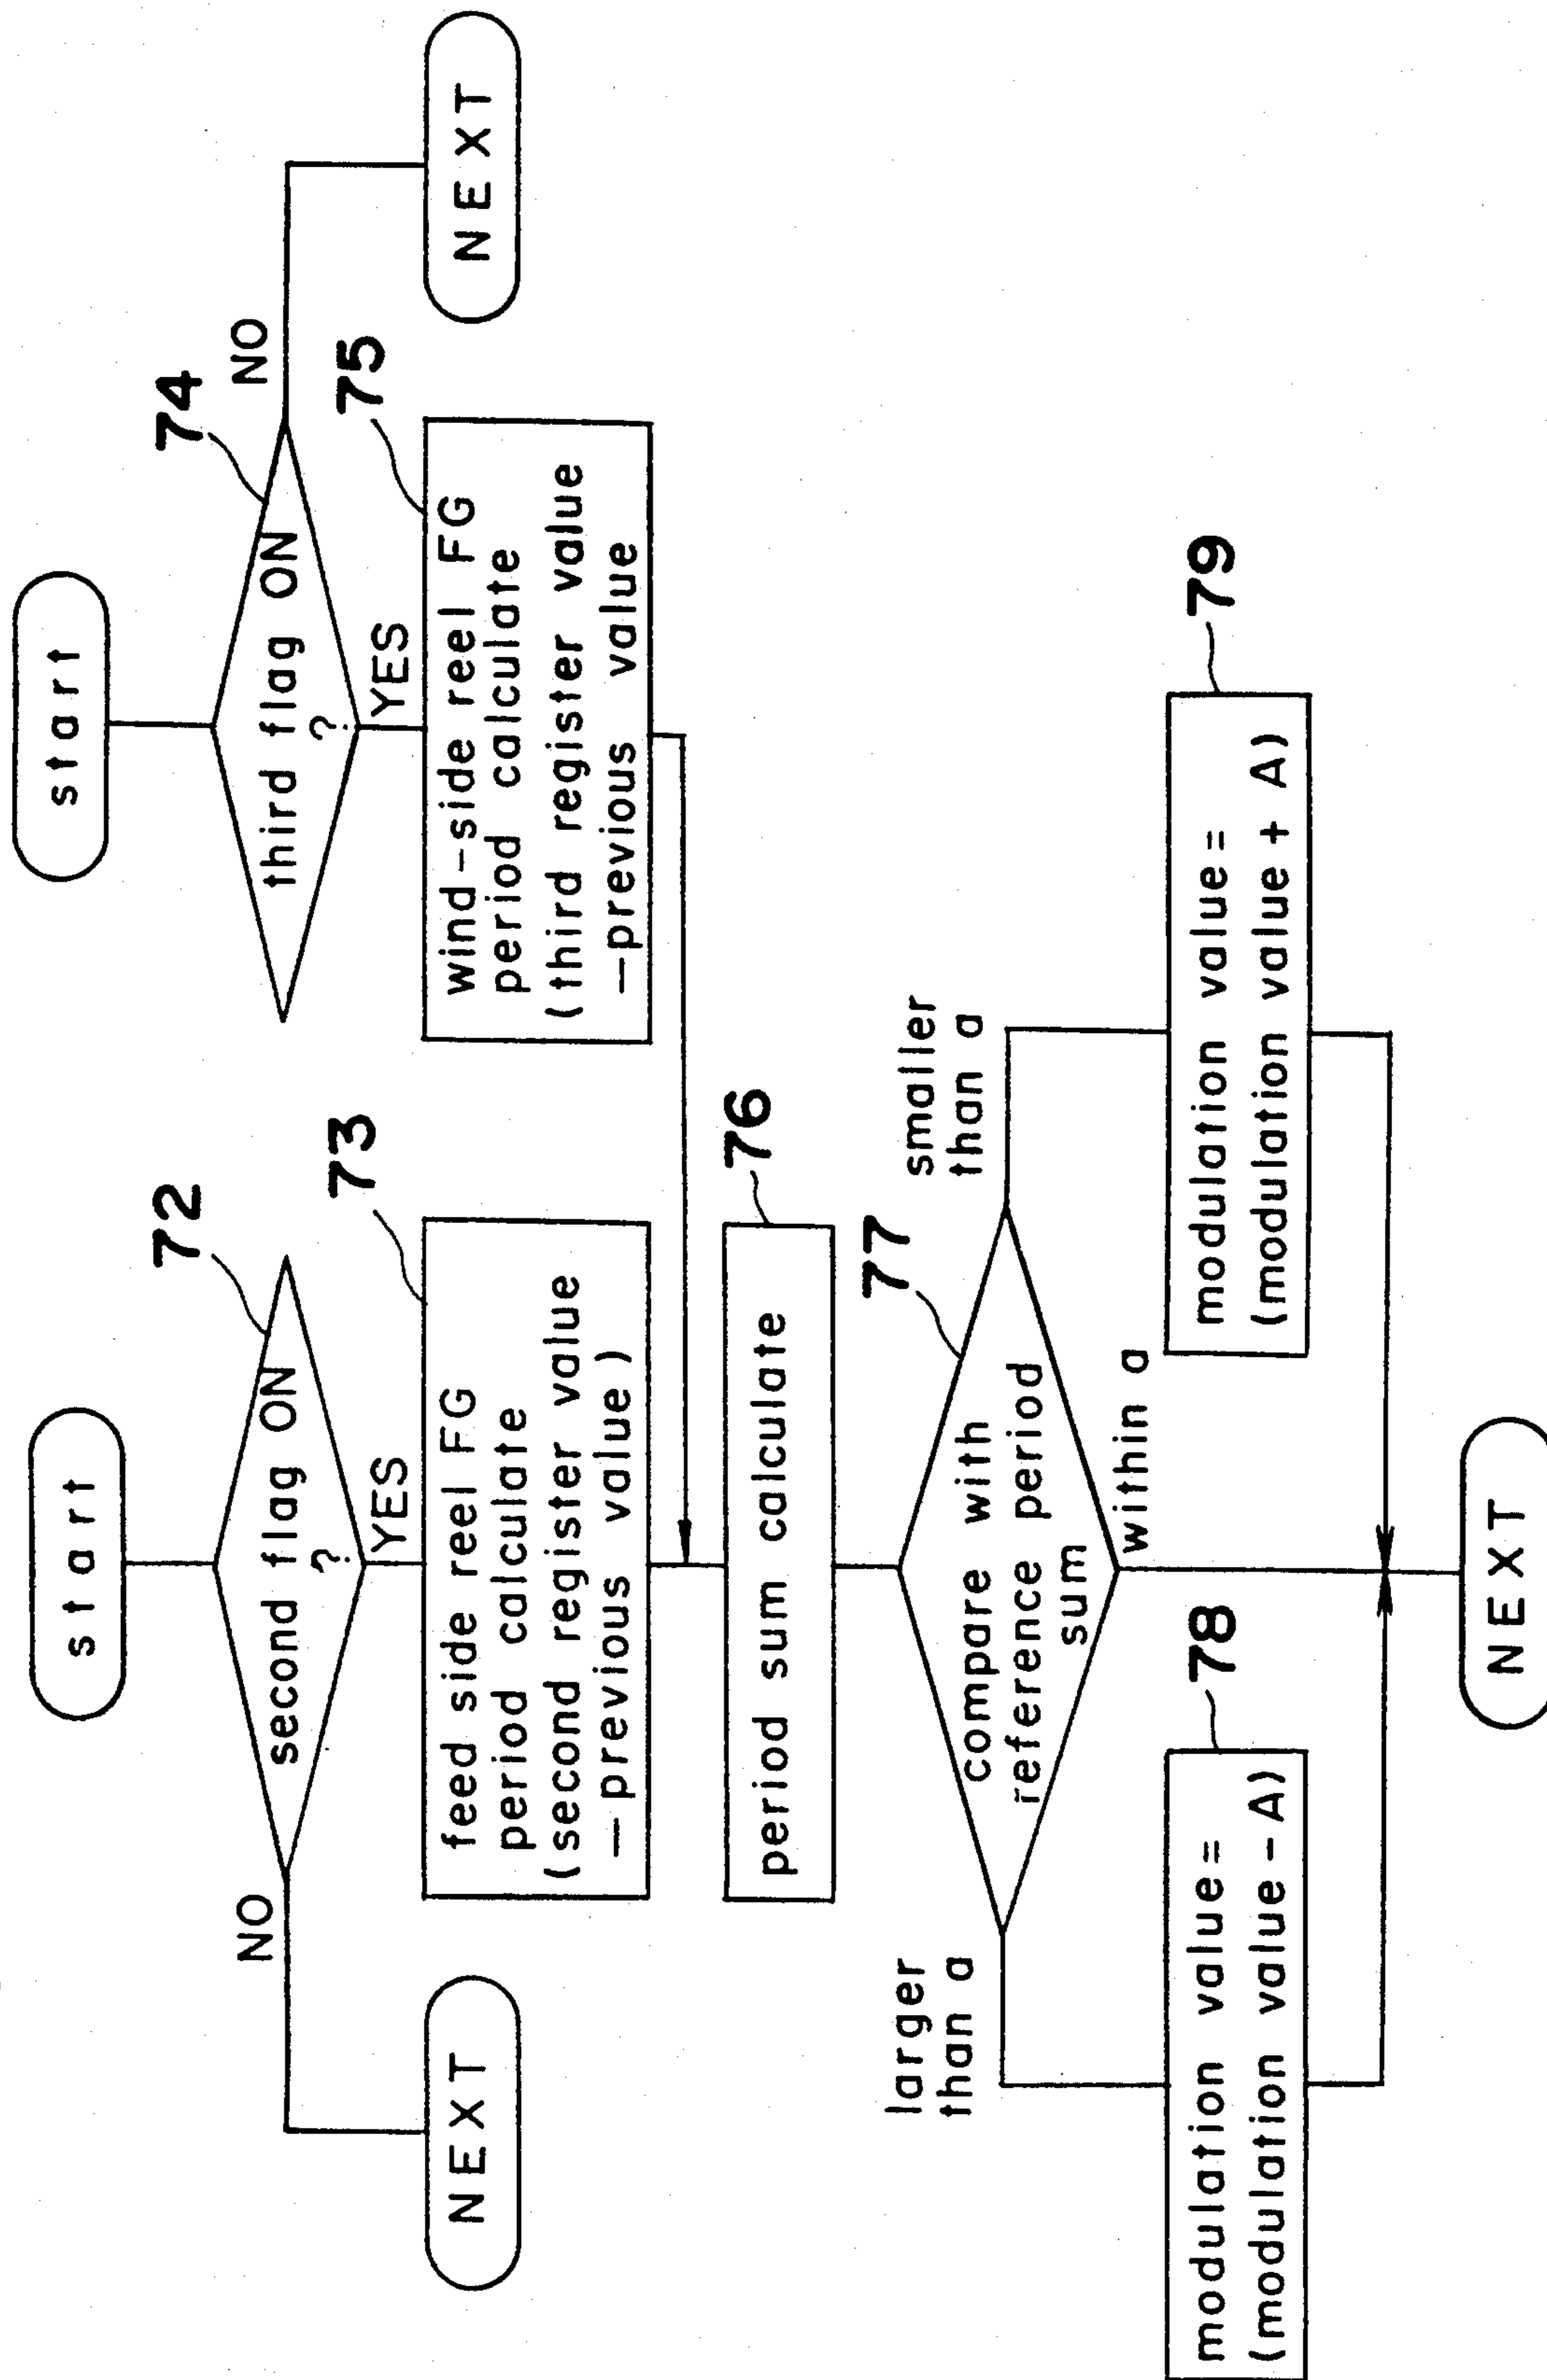 start
72
second flag ON
?
NO
YES
NEXT
73
feed side reel FG
period calculate
(second register value
—previous value)
start
74
third flag ON
?
NO
YES
NEXT
75
wind-side reel FG
period calculate
(third register value
—previous value
76
period sum calculate
77
compare with
reference period
sum
larger
than a
smaller
than a
within a
78
modulation value=
(modulation value - A)
79
modulation value=
(modulation value + A)
NEXT